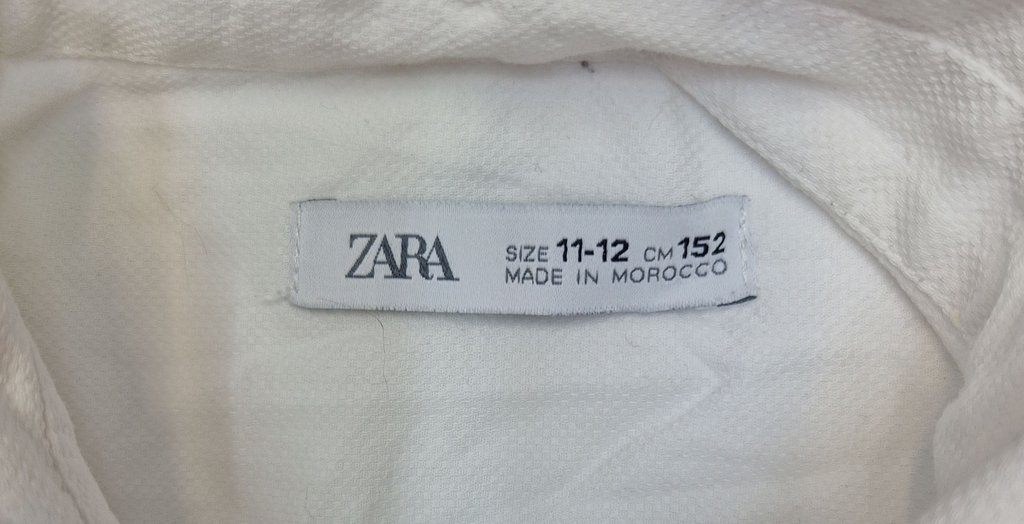 ZARA
SIZE 11-12 CM 152
MADE IN MOROCCO